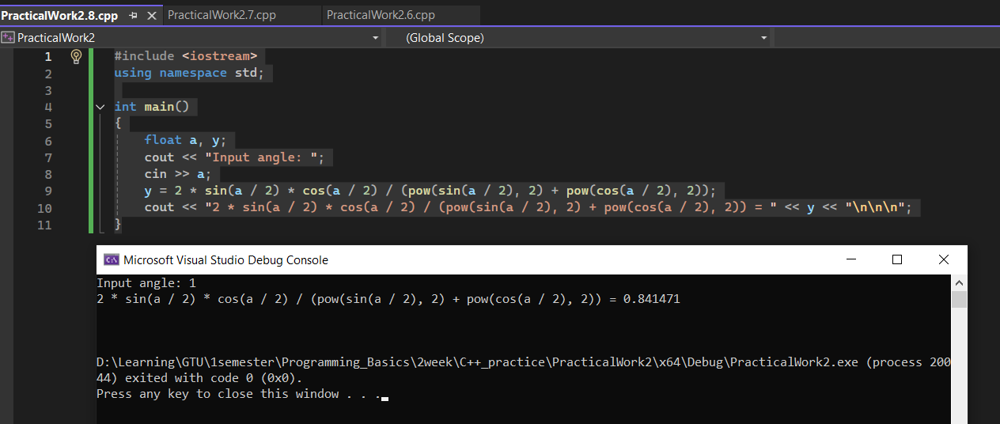 PracticalWork2.8.cpp PracticalWork2.7.cpp PracticalWork2.6.cpp
PracticalWork2 (Global Scope)
1 #include <iostream>
2 using namespace std;
3
4 int main()
5 {
6 float a, y;
7 cout << "Input angle: ";
8 cin >> a;
9 y = 2 * sin(a / 2) * cos(a / 2) / (pow(sin(a / 2), 2) + pow(cos(a / 2), 2));
10 cout << "2 * sin(a / 2) * cos(a / 2) / (pow(sin(a / 2), 2) + pow(cos(a / 2), 2)) = " << y << "\n\n\n";
11 }
C:\ Microsoft Visual Studio Debug Console
Input angle: 1
2 * sin(a / 2) * cos(a / 2) / (pow(sin(a / 2), 2) + pow(cos(a / 2), 2)) = 0.841471
D:\Learning\GTU\1semester\Programming_Basics\2week\C++_practice\PracticalWork2\x64\Debug\PracticalWork2.exe (process 200
44) exited with code 0 (0x0).
Press any key to close this window . . .